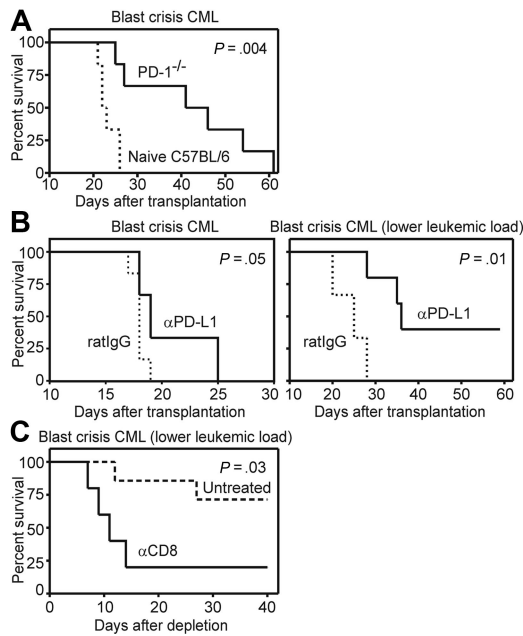 A
Blast crisis CML
Percent survival
100
75
50
25
0
P = .004
PD-1-/-
Naive C57BL/6
10 20 30 40 50 60
Days after transplantation
B
Blast crisis CML
Percent survival
100
75
50
25
0
P = .05
αPD-L1
ratIgG
10 15 20 25 30
Days after transplantation
Blast crisis CML (lower leukemic load)
P = .01
αPD-L1
ratIgG
10 20 30 40 50 60
Days after transplantation
C
Blast crisis CML (lower leukemic load)
Percent survival
100
75
50
25
0
P = .03
Untreated
αCD8
0 10 20 30 40
Days after depletion